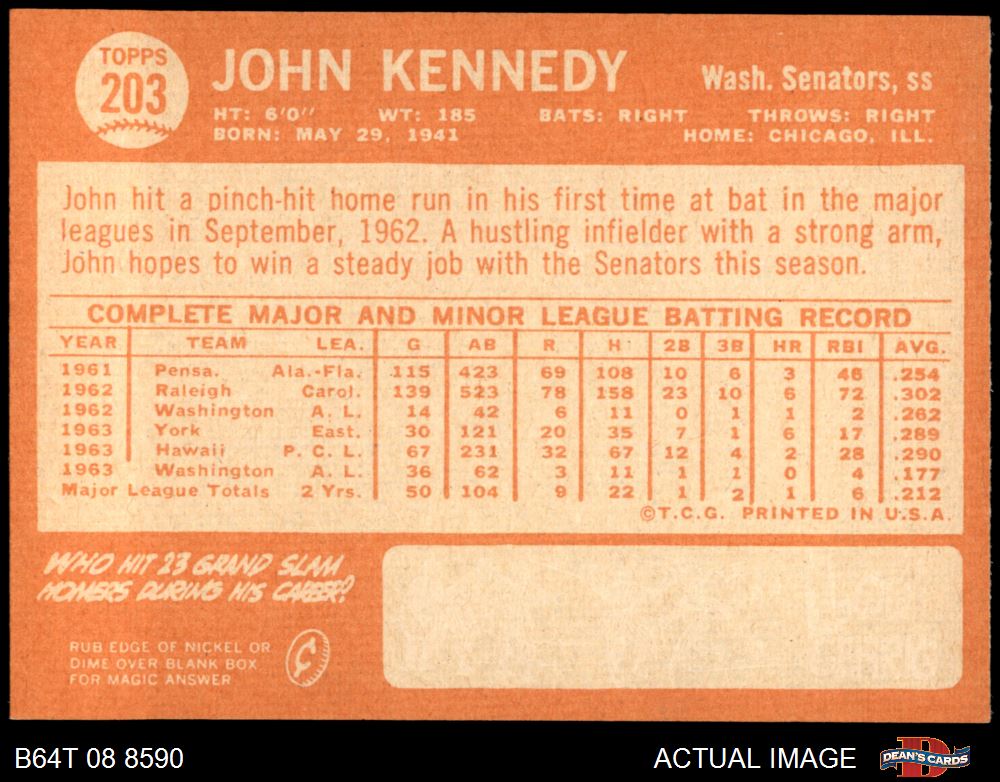 TOPPS
203
JOHN KENNEDY
Wash. Senators, ss
HT: 6'0" WT: 185 BATS: RIGHT THROWS: RIGHT
BORN: MAY 29, 1941 HOME: CHICAGO, ILL.
John hit a pinch-hit home run in his first time at bat in the major
leagues in September, 1962. A hustling infielder with a strong arm,
John hopes to win a steady job with the Senators this season.
COMPLETE MAJOR AND MINOR LEAGUE BATTING RECORD
YEAR TEAM LEA. G AB R H 2B 3B HR RBI AVG.
1961 Pensa. Ala.-Fla. 115 423 69 108 10 6 3 46 .254
1962 Raleigh Carol. 139 523 78 158 23 10 6 72 .302
1962 Washington A. L. 14 42 6 11 0 1 1 2 .262
1963 York East. 30 121 20 35 7 1 6 17 .289
1963 Hawaii P. C. L. 67 231 32 67 12 4 2 28 .290
1963 Washington A. L. 36 62 3 11 1 1 0 4 .177
Major League Totals 2 Yrs. 50 104 9 22 1 2 1 6 .212
©T.C.G. PRINTED IN U.S.A.
WHO HIT 23 GRAND SLAM
HOMERS DURING HIS CAREER?
RUB EDGE OF NICKEL OR
DIME OVER BLANK BOX
FOR MAGIC ANSWER
¢
B64T 08 8590
ACTUAL IMAGE
DEAN'S CARDS